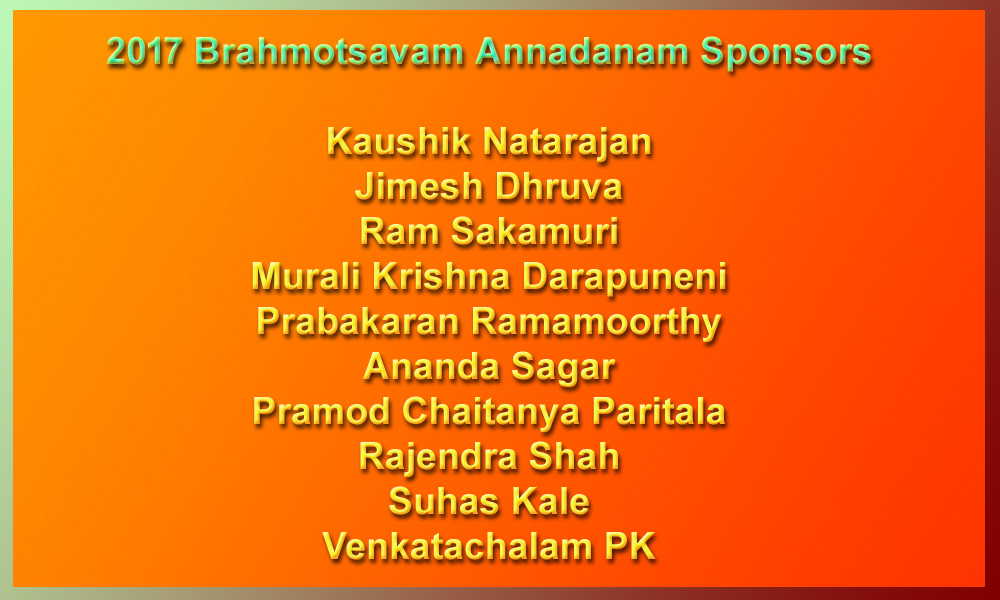 2017 Brahmotsavam Annadanam Sponsors
Kaushik Natarajan
Jimesh Dhruva
Ram Sakamuri
Murali Krishna Darapuneni
Prabakaran Ramamoorthy
Ananda Sagar
Pramod Chaitanya Paritala
Rajendra Shah
Suhas Kale
Venkatachalam PK